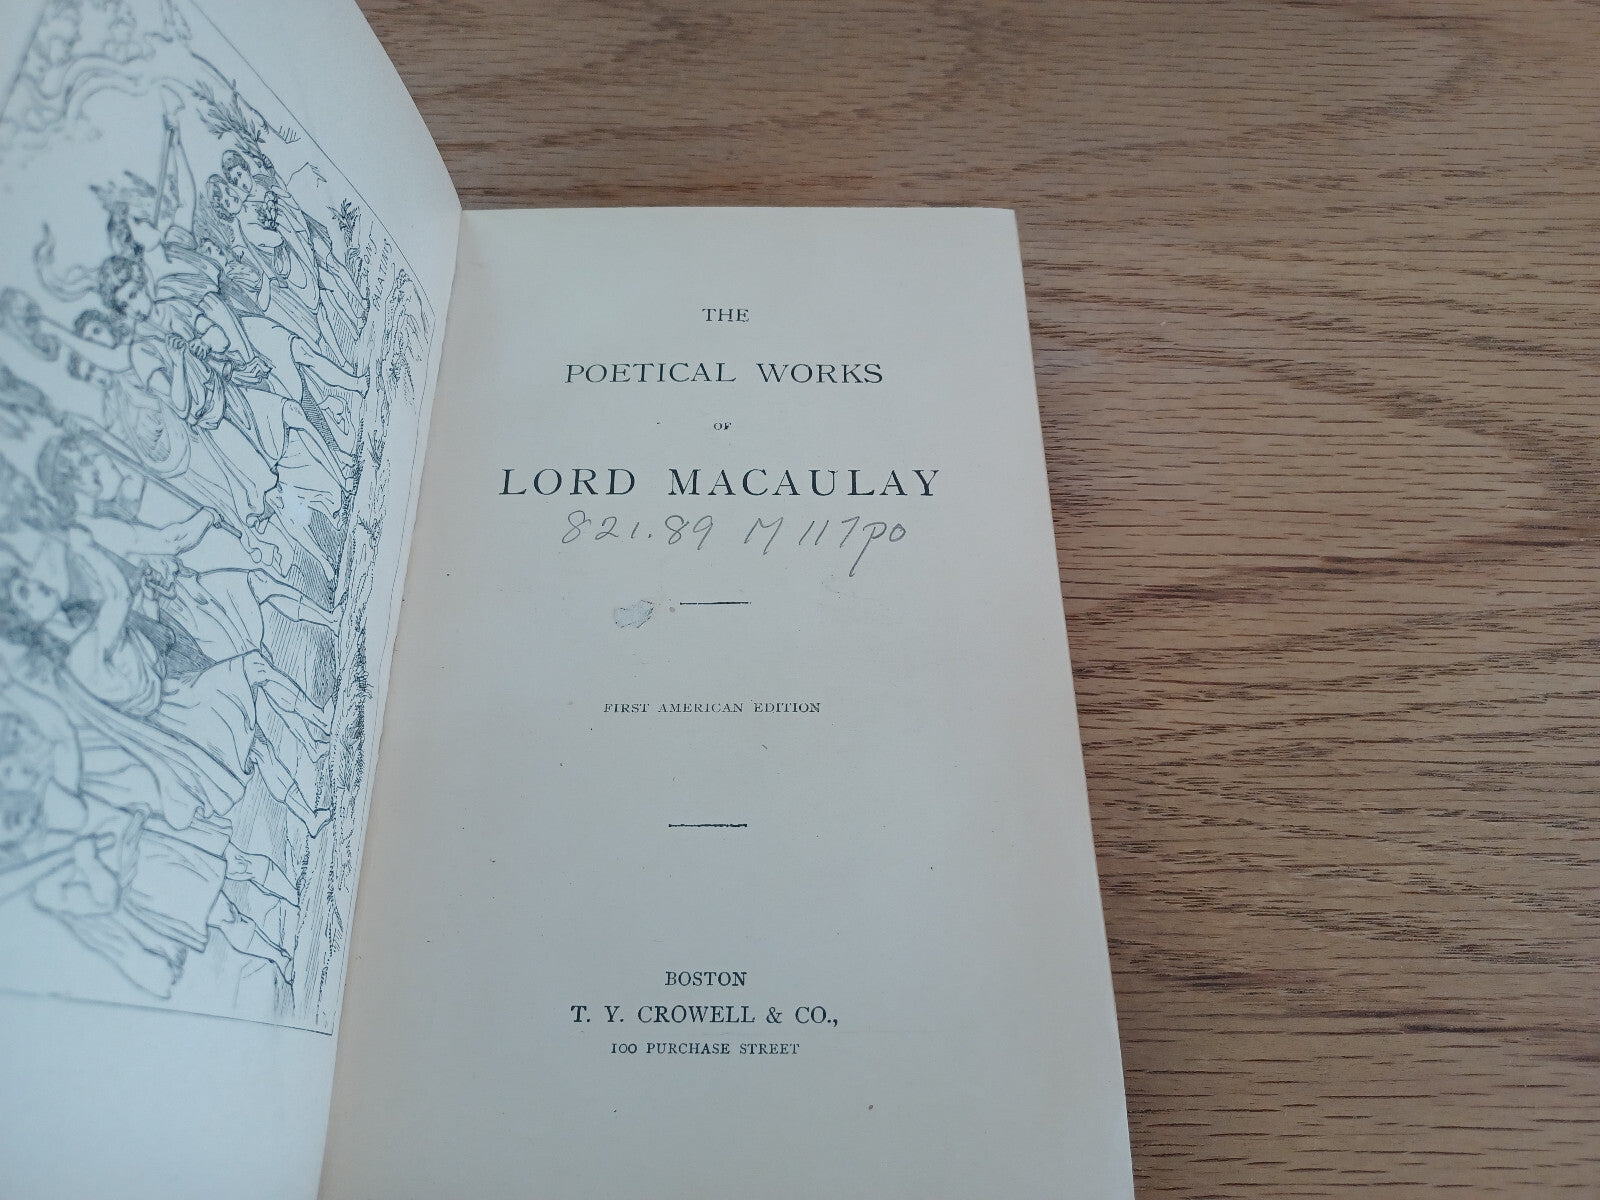 THE
POETICAL WORKS
OF
LORD MACAULAY
821.89 M117po
FIRST AMERICAN EDITION
BOSTON
T. Y. CROWELL & CO.,
100 PURCHASE STREET